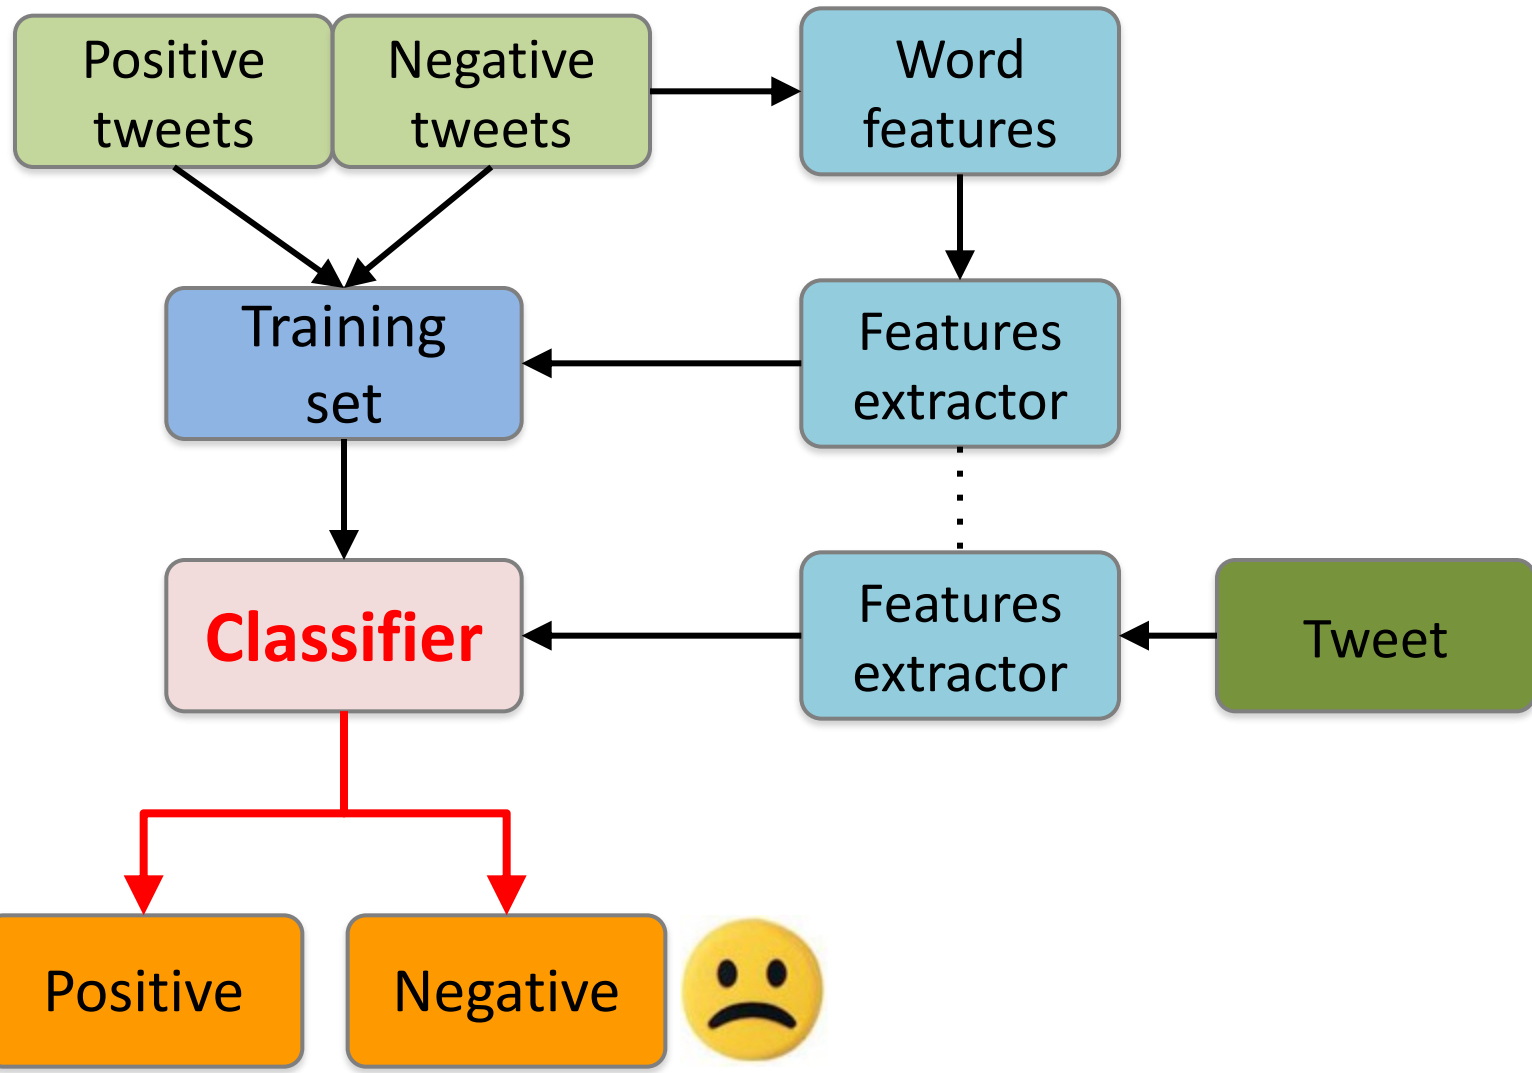 Positive
tweets
Negative
tweets
Word
features
Training
set
Features
extractor
Classifier
Features
extractor
Tweet
Positive
Negative